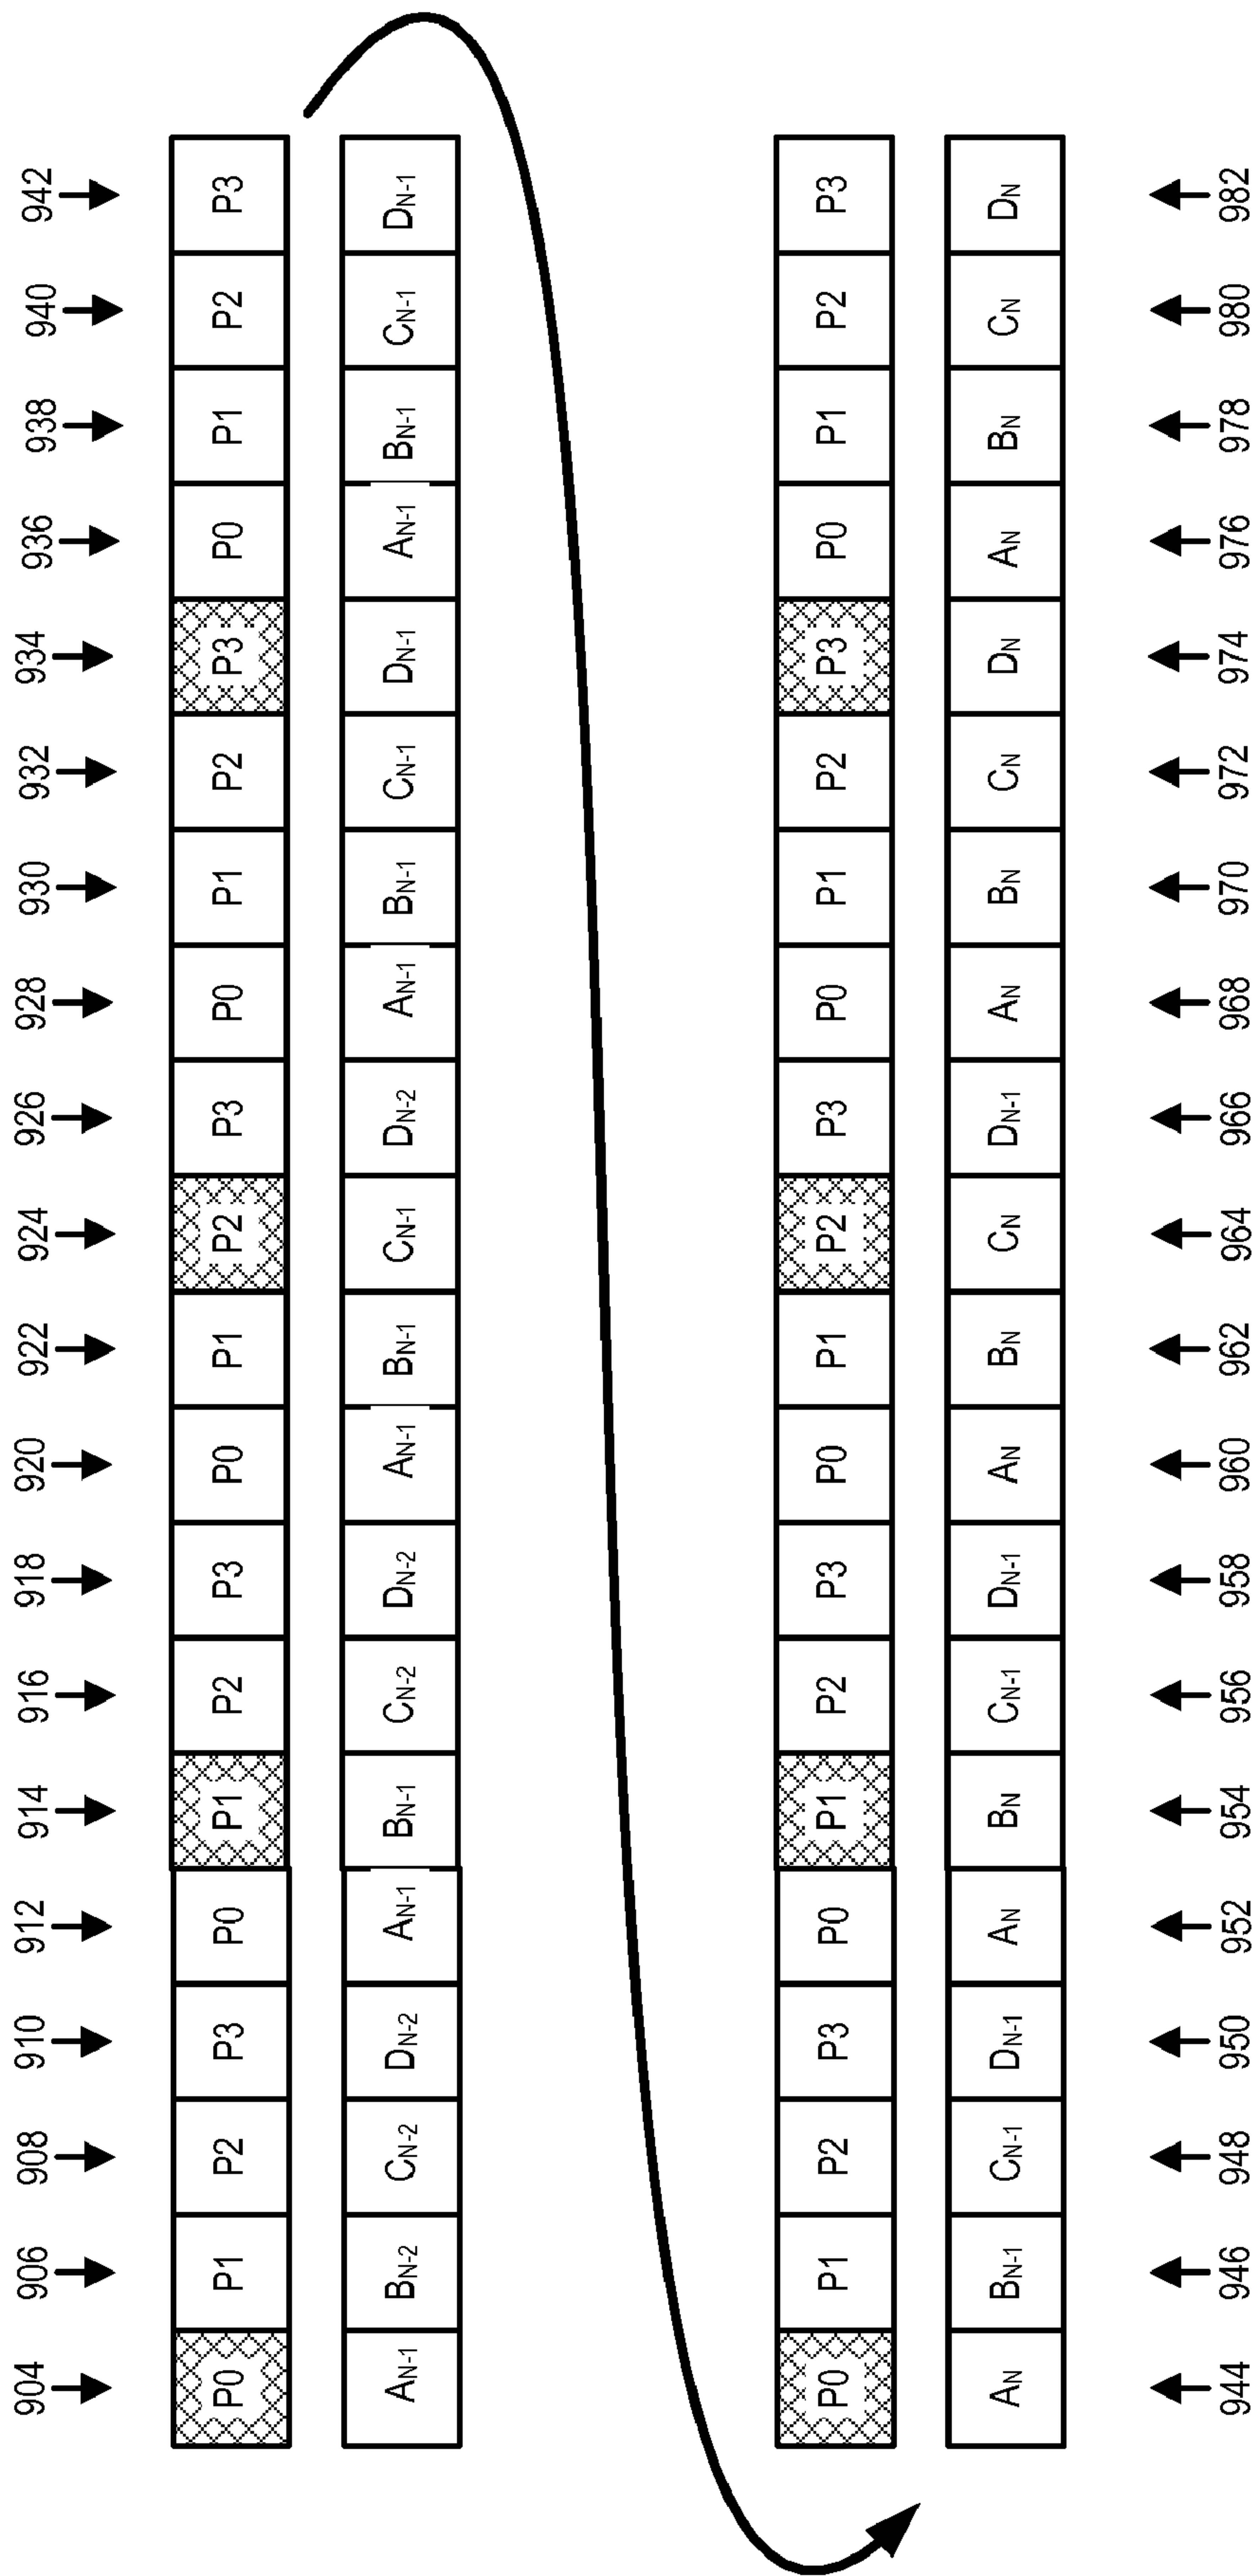 904 906 908 910 912 914 916 918 920 922 924 926 928 930 932 934 936 938 940 942
P0 P1 P2 P3 P0 P1 P2 P3 P0 P1 P2 P3 P0 P1 P2 P3 P0 P1 P2 P3
AN-1 BN-2 CN-2 DN-2 AN-1 BN-1 CN-2 DN-2 AN-1 BN-1 CN-1 DN-2 AN-1 BN-1 CN-1 DN-1 AN-1 BN-1 CN-1 DN-1
P0 P1 P2 P3 P0 P1 P2 P3 P0 P1 P2 P3 P0 P1 P2 P3 P0 P1 P2 P3
AN BN-1 CN-1 DN-1 AN BN CN-1 DN-1 AN BN CN DN-1 AN BN CN DN AN BN CN DN
944 946 948 950 952 954 956 958 960 962 964 966 968 970 972 974 976 978 980 982